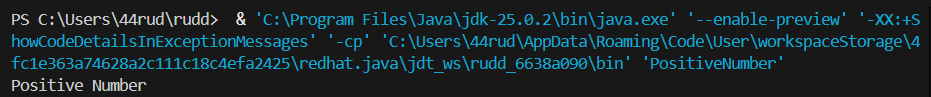 PS C:\Users\44rud\rudd>  & 'C:\Program Files\Java\jdk-25.0.2\bin\java.exe' '--enable-preview' '-XX:+S
howCodeDetailsInExceptionMessages' '-cp' 'C:\Users\44rud\AppData\Roaming\Code\User\workspaceStorage\4
fc1e363a74628a2c111c18c4efa2425\redhat.java\jdt_ws\rudd_6638a090\bin' 'PositiveNumber'
Positive Number